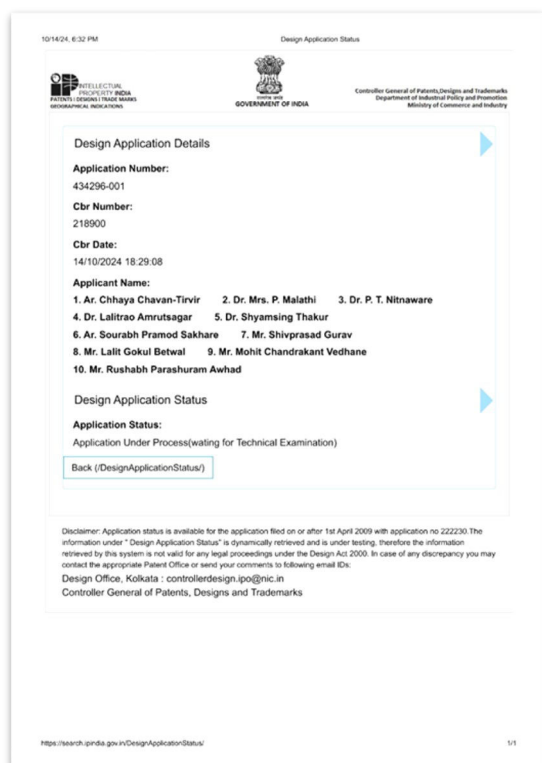 10/14/24, 6:32 PM
Design Application Status
INTELLECTUAL
PROPERTY INDIA
PATENTS | DESIGNS | TRADE MARKS
GEOGRAPHICAL INDICATIONS
सत्यमेव जयते
GOVERNMENT OF INDIA
Controller General of Patents,Designs and Trademarks
Department of Industrial Policy and Promotion
Ministry of Commerce and Industry
Design Application Details
Application Number:
434296-001
Cbr Number:
218900
Cbr Date:
14/10/2024 18:29:08
Applicant Name:
1. Ar. Chhaya Chavan-Tirvir 2. Dr. Mrs. P. Malathi 3. Dr. P. T. Nitnaware
4. Dr. Lalitrao Amrutsagar 5. Dr. Shyamsing Thakur
6. Ar. Sourabh Pramod Sakhare 7. Mr. Shivprasad Gurav
8. Mr. Lalit Gokul Betwal 9. Mr. Mohit Chandrakant Vedhane
10. Mr. Rushabh Parashuram Awhad
Design Application Status
Application Status:
Application Under Process(wating for Technical Examination)
Back (/DesignApplicationStatus/)
Disclaimer: Application status is available for the application filed on or after 1st April 2009 with application no 222230.The
information under " Design Application Status" is dynamically retrieved and is under testing, therefore the information
retrieved by this system is not valid for any legal proceedings under the Design Act 2000. In case of any discrepancy you may
contact the appropriate Patent Office or send your comments to following email IDs:
Design Office, Kolkata : controllerdesign.ipo@nic.in
Controller General of Patents, Designs and Trademarks
https://search.ipindia.gov.in/DesignApplicationStatus/
1/1